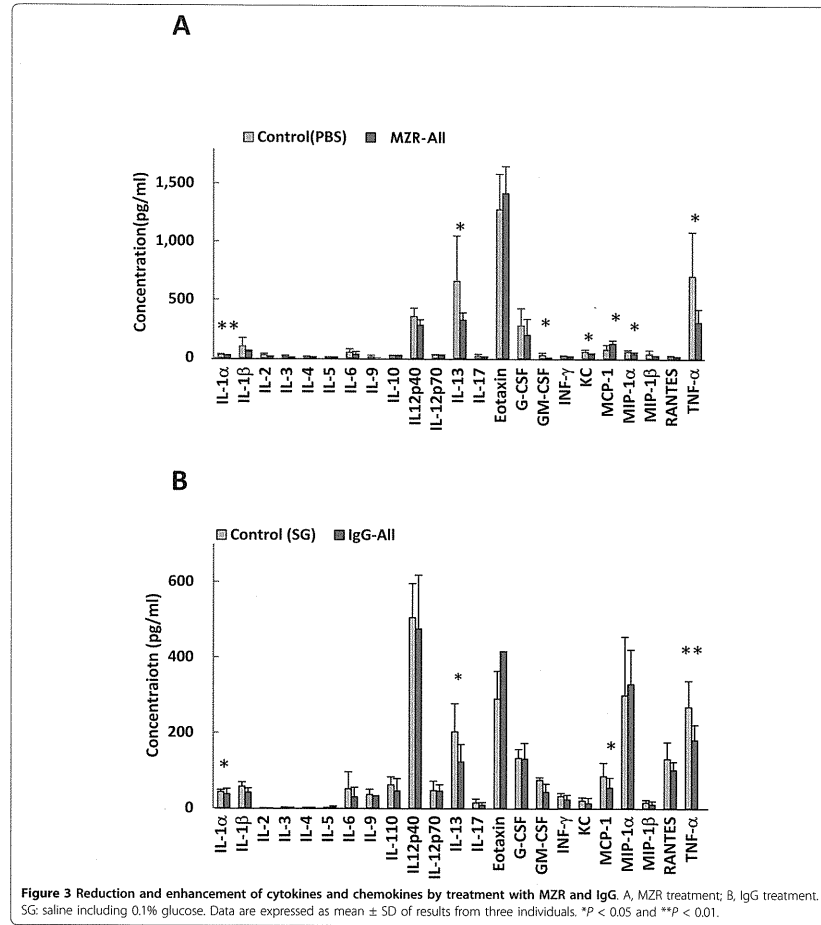 A
Control(PBS) MZR-All
Concentration(pg/ml)
1,500
1,000
500
0
** * * * * * *
IL-1α IL-1β IL-2 IL-3 IL-4 IL-5 IL-6 IL-9 IL-10 IL12p40 IL-12p70 IL-13 IL-17 Eotaxin G-CSF GM-CSF INF-γ KC MCP-1 MIP-1α MIP-1β RANTES TNF-α
B
Control (SG) IgG-All
Concentraiotn (pg/ml)
600
400
200
0
* * * **
IL-1α IL-1β IL-2 IL-3 IL-4 IL-5 IL-6 IL-9 IL-110 IL12p40 IL-12p70 IL-13 IL-17 Eotaxin G-CSF GM-CSF INF-γ KC MCP-1 MIP-1α MIP-1β RANTES TNF-α
Figure 3 Reduction and enhancement of cytokines and chemokines by treatment with MZR and IgG. A, MZR treatment; B, IgG treatment.
SG: saline including 0.1% glucose. Data are expressed as mean ± SD of results from three individuals. *P < 0.05 and **P < 0.01.